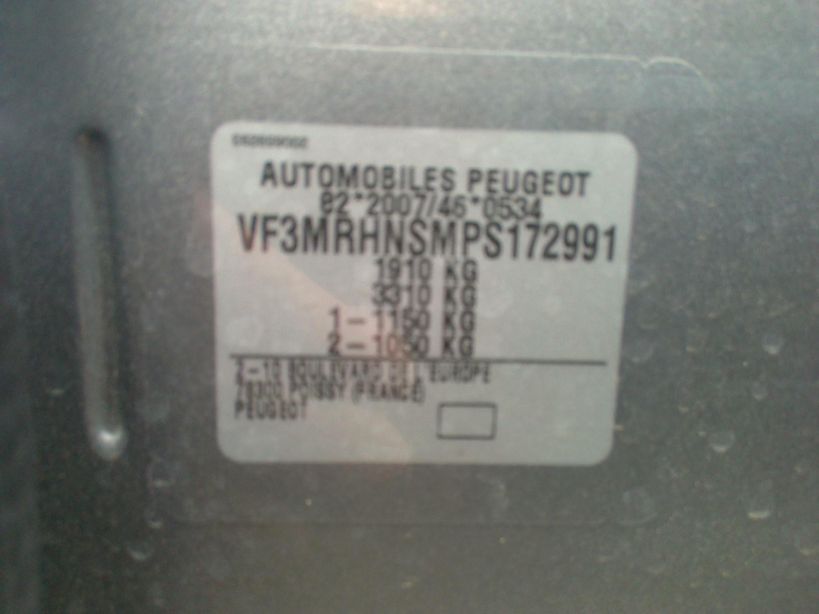 AUTOMOBILES PEUGEOT
e2*2007/46*0534
VF3MRHNSMPS172991
1910 KG
3310 KG
1-1150 KG
2-1050 KG
2-10 BOULEVARD DE L'EUROPE
78300 POISSY (FRANCE)
PEUGEOT